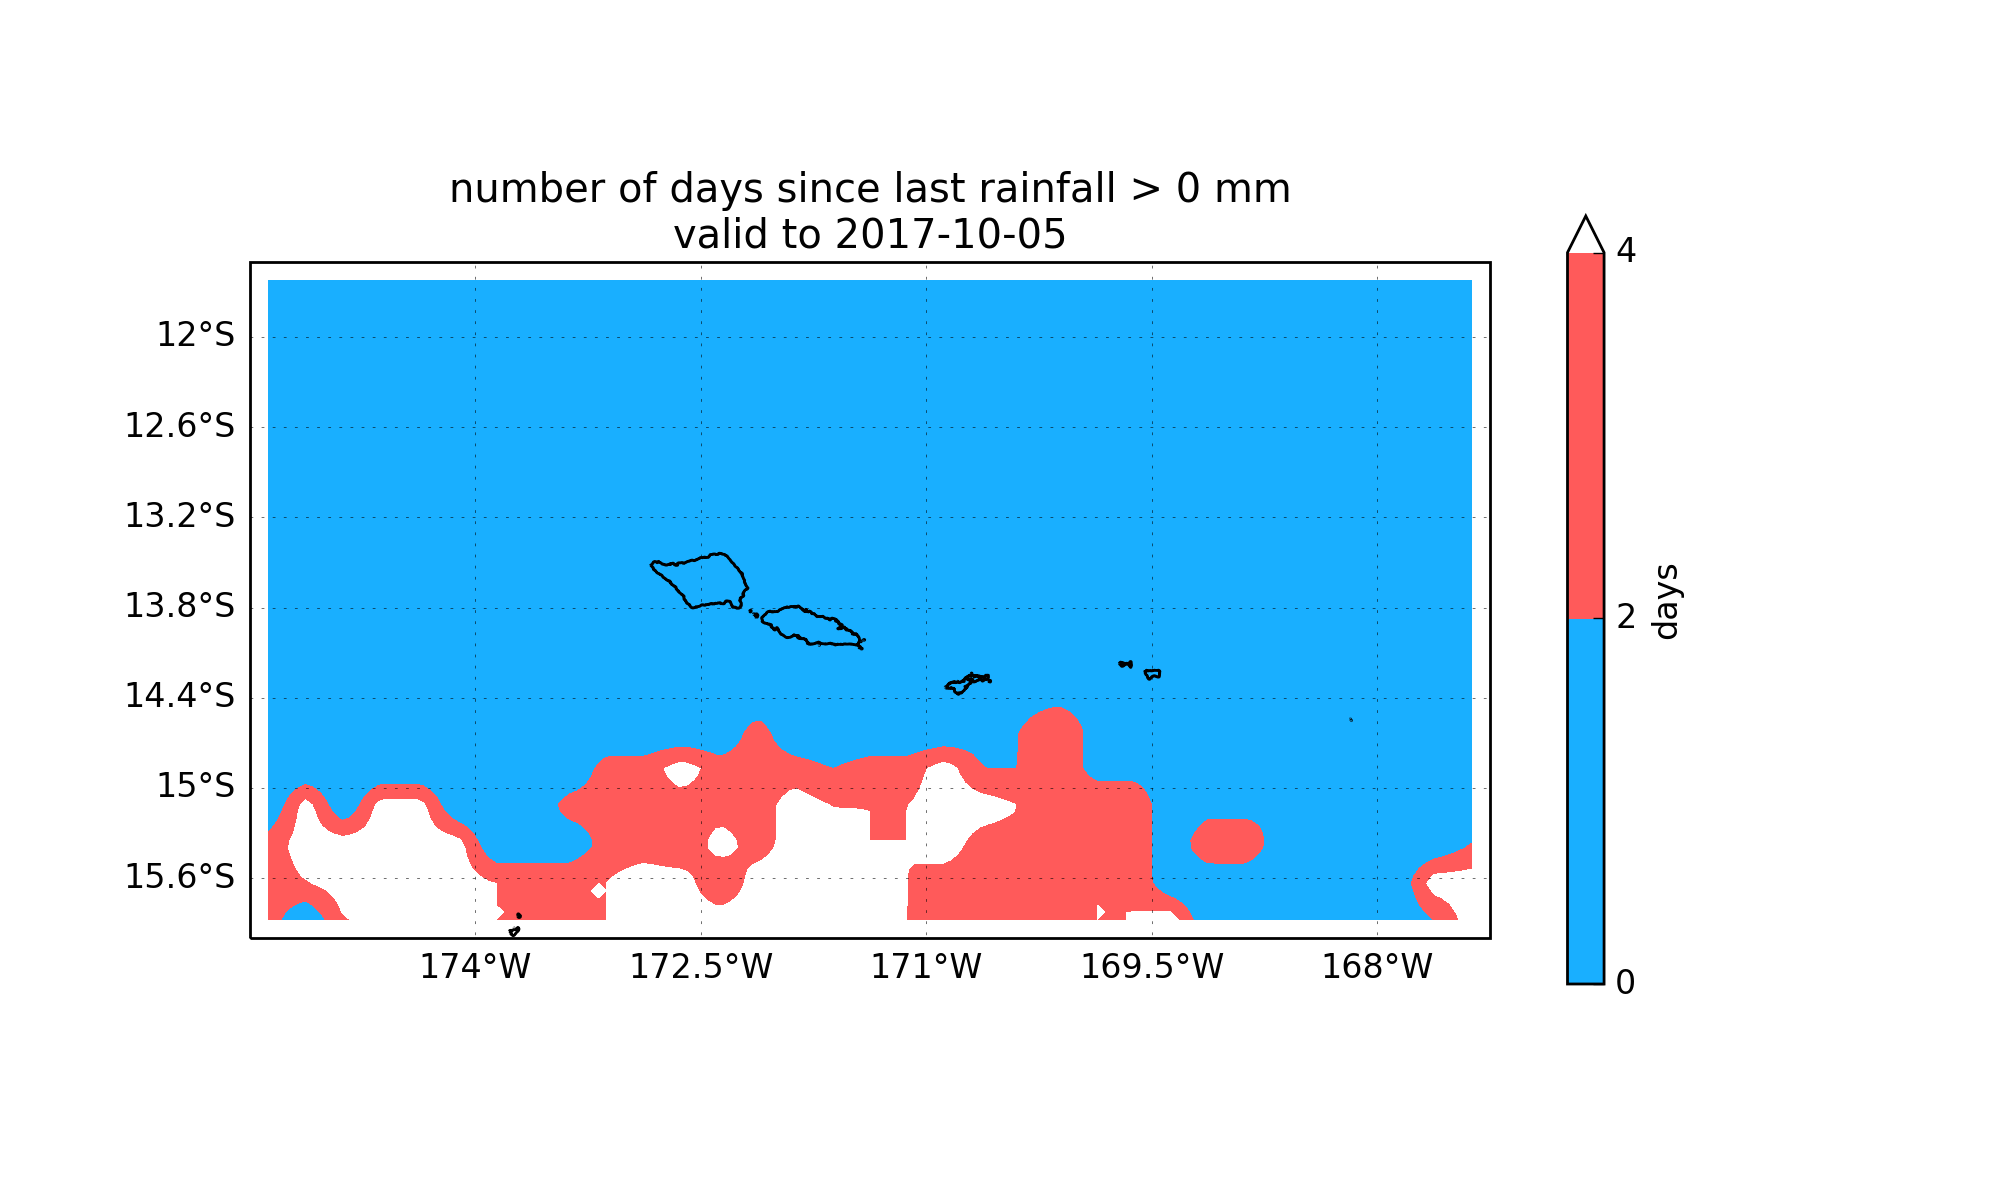 number of days since last rainfall > 0 mm
valid to 2017-10-05
12°S
12.6°S
13.2°S
13.8°S
14.4°S
15°S
15.6°S
174°W 172.5°W 171°W 169.5°W 168°W
4
2
0
days